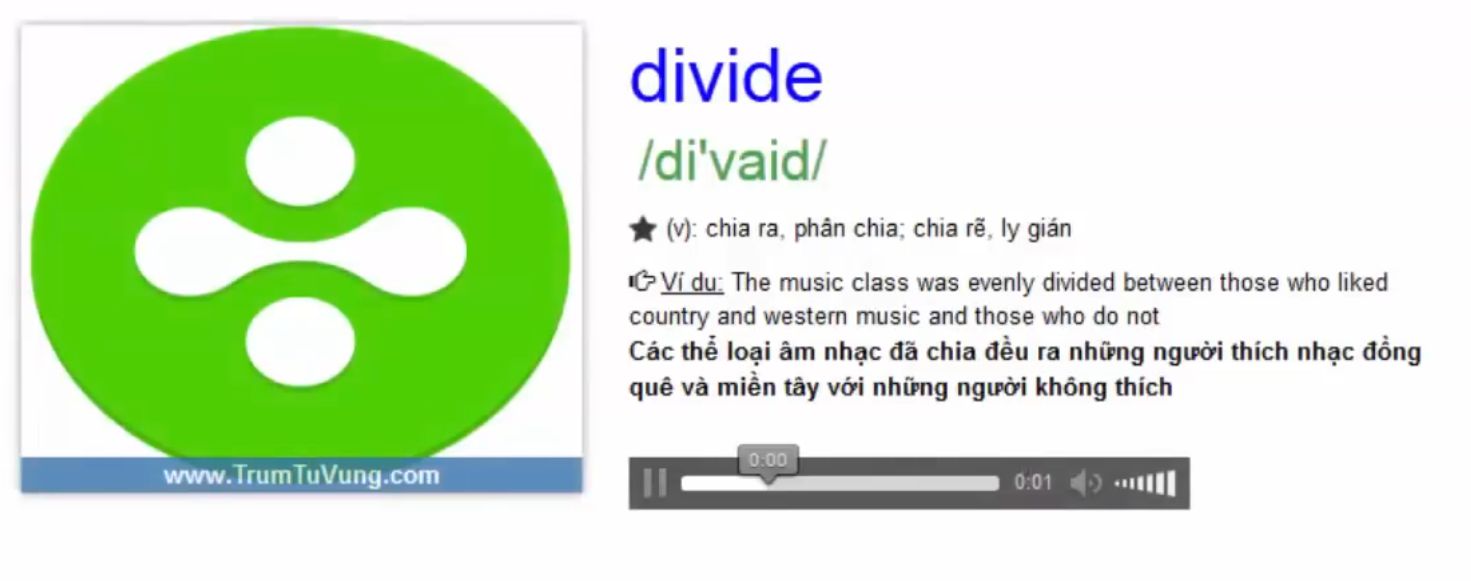 divide
/di'vaid/
(v): chia ra, phân chia; chia rẽ, ly gián
Ví du: The music class was evenly divided between those who liked
country and western music and those who do not
Các thể loại âm nhạc đã chia đều ra những người thích nhạc đồng
quê và miền tây với những người không thích
www.TrumTuVung.com
0:00
0:01